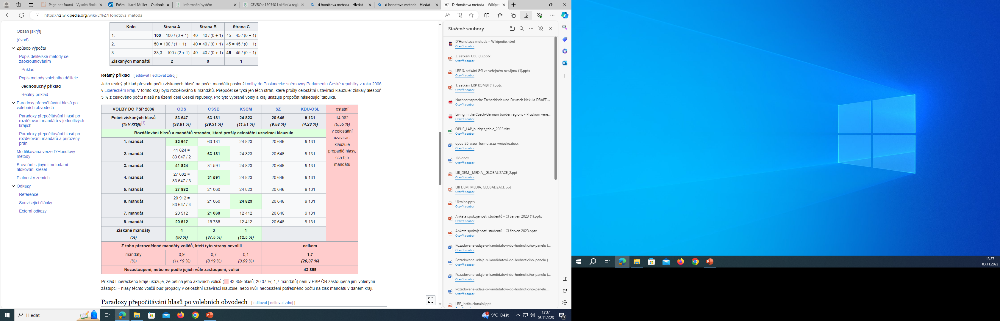 Page not found - Vysoká škola
Pošta – Karel Müller – Outlook
Informační systém
CEVRO:d150540 Lokální a reg
d hondtova metoda - Hledat
d hondtova metoda - Hledat
D'Hondtova metoda – Wikiped
https://cs.wikipedia.org/wiki/D%27Hondtova_metoda
Obsah [skrýt]
(úvod)
Způsob výpočtu
Popis dělitelské metody se
zaokrouhlováním
Příklad
Popis metody volebního dělitele
Jednoduchý příklad
Reálný příklad
Paradoxy přepočítávání hlasů po
volebních obvodech
Paradoxy přepočítávání hlasů po
rozdělování mandátů v jednotlivých
krajích
Paradoxy přepočítávání hlasů po
rozdělování mandátů a přirozený
práh
Modifikovaná verze D'Hondtovy
metody
Srovnání s jinými metodami
alokování křesel
Platnost v zemích
Odkazy
Reference
Související články
Externí odkazy
Kolo Strana A Strana B Strana C
1. 100 = 100 / (0 + 1) 40 = 40 / (0 + 1) 45 = 45 / (0 + 1)
2. 50 = 100 / (1 + 1) 40 = 40 / (0 + 1) 45 = 45 / (0 + 1)
3. 33,3 = 100 / (2 + 1) 40 = 40 / (0 + 1) 45 = 45 / (0 + 1)
Získaných mandátů 2 0 1
Reálný příklad [ editovat | editovat zdroj ]
Jako reálný příklad převodu počtu získaných hlasů na počet mandátů poslouží volby do Poslanecké sněmovny Parlamentu České republiky z roku 2006
v Libereckém kraji. V tomto kraji bylo rozdělováno 8 mandátů. Přepočet se týká jen těch stran, které prošly celostátní uzavírací klauzule: získaly alespoň
5 % z celkového počtu hlasů na území celé České republiky. Pro tyto vybrané volby a kraj ukazuje propočet následující tabulka.
VOLBY DO PSP 2006 ODS ČSSD KSČM SZ KDU-ČSL ostatní
Počet získaných hlasů 83 647 63 181 24 823 20 646 9 131 14 082
(% v kraji)[4] (38,81 %) (29,31 %) (11,51 %) (9,58 %) (4,23 %) (6,56 %)
v celostátní
uzavírací
klauzule
propadlé hlasy,
cca 0,5
mandátu
Rozdělování hlasů a mandátů stranám, které prošly celostátní uzavírací klauzule
1. mandát 83 647 63 181 24 823 20 646 9 131
2. mandát 41 824 = 83 647 / 2 63 181 24 823 20 646 9 131
3. mandát 41 824 31 591 24 823 20 646 9 131
4. mandát 27 882 = 83 647 / 3 31 591 24 823 20 646 9 131
5. mandát 27 882 21 060 24 823 20 646 9 131
6. mandát 20 912 = 83 647 / 4 21 060 24 823 20 646 9 131
7. mandát 20 912 21 060 12 412 20 646 9 131
8. mandát 20 912 15 785 12 412 20 646 9 131
Získané mandáty 4 3 1
(%) (50 %) (37,5 %) (12,5 %)
Z toho přerozdělené mandáty voličů, kteří tyto strany nevolili celkem
mandáty 0,9 0,7 0,1 1,7
(%) (11,19 %) (8,19 %) (0,99 %) (20,37 %)
Nezastoupení, nebo ne podle jejich vůle zastoupení, voliči 43 859
Příklad Libereckého kraje ukazuje, že pětina jeho aktivních voličů ( 43 859 hlasů; 20,37 %; 1,7 mandátů) není v PSP ČR zastoupena jimi volenými
zástupci – hlasy těchto voličů buď propadly v celostátní uzavírací klauzule, nebo kvůli nedosažení potřebného počtu na zisk mandátu v daném kraji.
Paradoxy přepočítávání hlasů po volebních obvodech [ editovat | editovat zdroj ]
Stažené soubory
D'Hondtova metoda – Wikipedie.html
Otevřít soubor
2. setkání CBC (1).pptx
Otevřít soubor
LRP 3. setkání GG ve veřejném nezájmu (1).pptx
Otevřít soubor
1. setkání LRP KOMBI (1).pptx
Otevřít soubor
Nachbarnsprache Tschechisch und Deutsch Nekula DRAFT....
Otevřít soubor
Living in the Czech-German border regions - Pruzkum vere...
Otevřít soubor
OPUS_LAP_budget_table_2023.xlsx
Otevřít soubor
opus_26_wzor_formularza_wniosku.docx
Otevřít soubor
JBS.docx
Otevřít soubor
LIB_DEM__MEDIA__GLOBALIZACE_2.ppt
Otevřít soubor
LIB DEM, MEDIA, GLOBALIZACE.ppt
Otevřít soubor
Ukraine.pptx
Otevřít soubor
Anketa spokojenosti studentů - CI červen 2023 (1).pptx
Otevřít soubor
Anketa spokojenosti studentů - CI červen 2023.pptx
Otevřít soubor
Pozadovane-udaje-o-kandidatovi-do-hodnoticiho-panelu (...
Otevřít soubor
Pozadovane-udaje-o-kandidatovi-do-hodnoticiho-panelu (...
Otevřít soubor
Pozadovane-udaje-o-kandidatovi-do-hodnoticiho-panelu (...
Otevřít soubor
Pozadovane-udaje-o-kandidatovi-do-hodnoticiho-panelu....
Otevřít soubor
LRP_institucionalni.ppt
Hledat
9°C Déšť
13:37
03.11.2023
3
13:37
03.11.2023